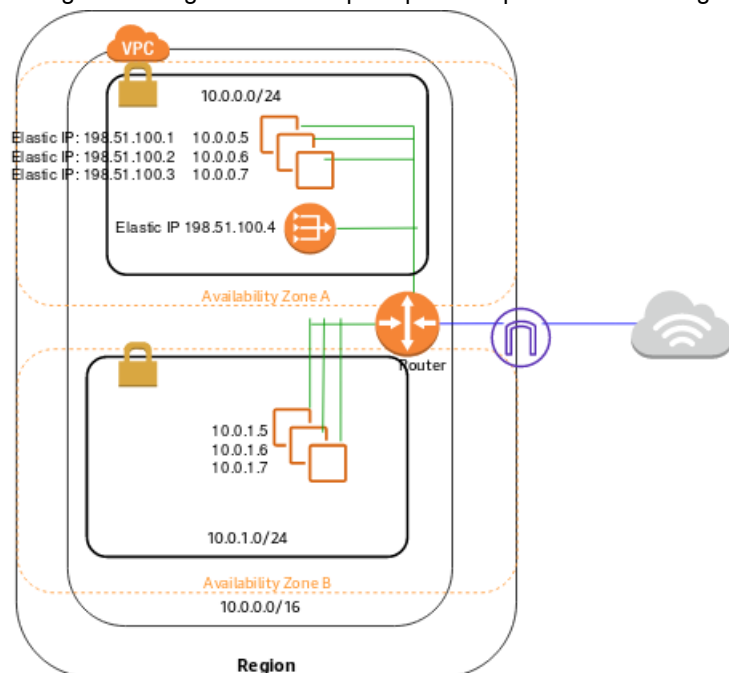 VPC
10.0.0.0/24
Elastic IP: 198.51.100.1 10.0.0.5
Elastic IP: 198.51.100.2 10.0.0.6
Elastic IP: 198.51.100.3 10.0.0.7
Elastic IP 198.51.100.4
Availability Zone A
Router
10.0.1.5
10.0.1.6
10.0.1.7
10.0.1.0/24
Availability Zone B
10.0.0.0/16
Region